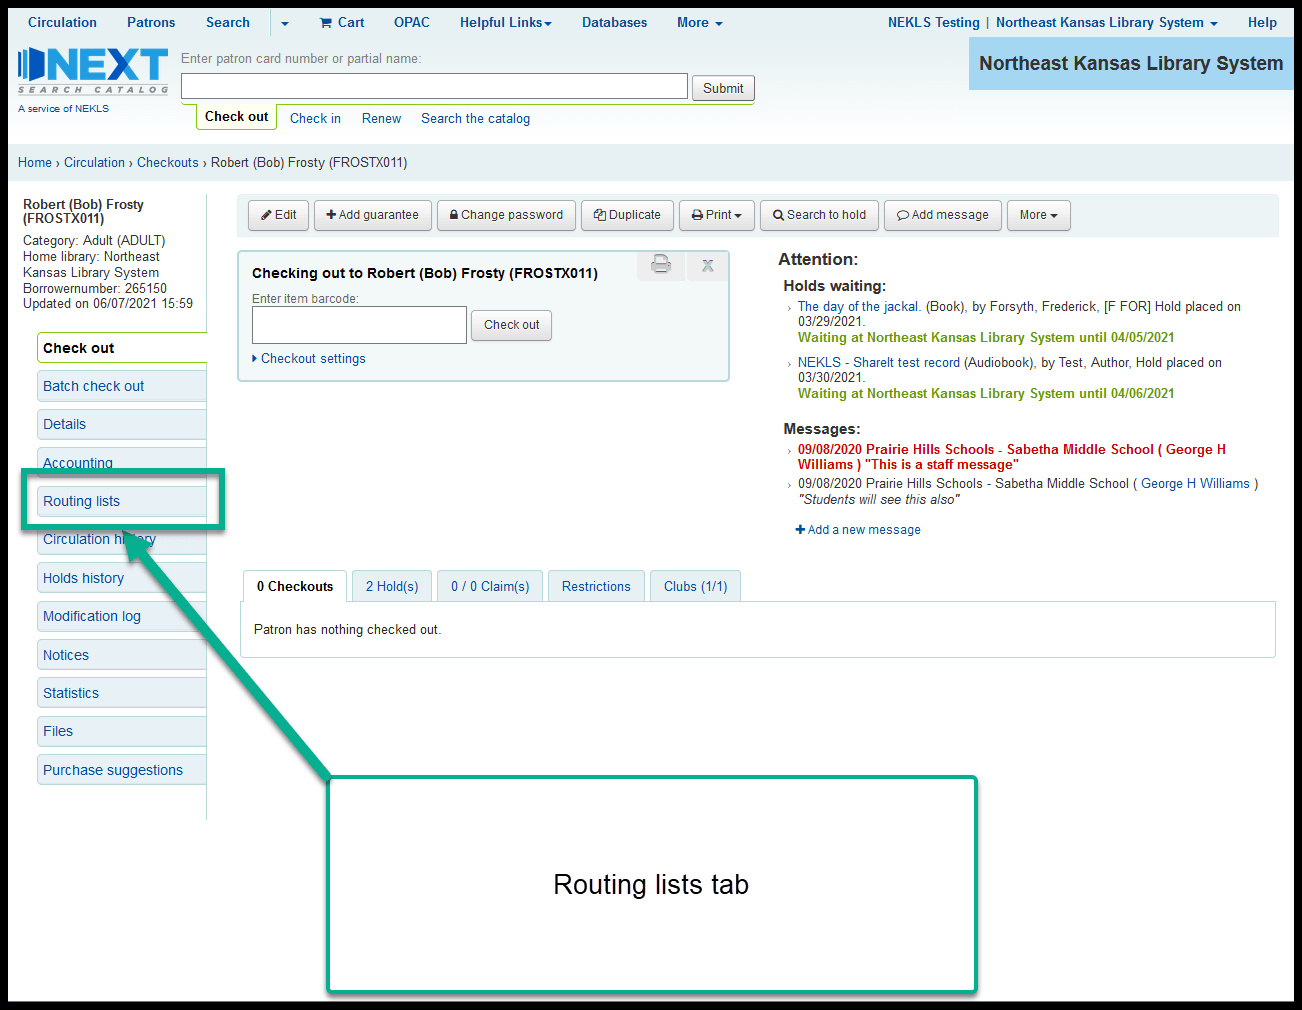 Circulation Patrons Search Cart OPAC Helpful Links Databases More NEKLS Testing | Northeast Kansas Library System Help
NEXT
SEARCH CATALOG
A service of NEKLS
Enter patron card number or partial name:
Submit
Northeast Kansas Library System
Check out Check in Renew Search the catalog
Home › Circulation › Checkouts › Robert (Bob) Frosty (FROSTX011)
Robert (Bob) Frosty
(FROSTX011)
Category: Adult (ADULT)
Home library: Northeast
Kansas Library System
Borrowernumber: 265150
Updated on 06/07/2021 15:59
Check out
Batch check out
Details
Accounting
Routing lists
Circulation history
Holds history
Modification log
Notices
Statistics
Files
Purchase suggestions
Edit + Add guarantee Change password Duplicate Print Search to hold Add message More
Checking out to Robert (Bob) Frosty (FROSTX011) X
Enter item barcode:
Check out
Checkout settings
Attention:
Holds waiting:
› The day of the jackal. (Book), by Forsyth, Frederick, [F FOR] Hold placed on
03/29/2021.
Waiting at Northeast Kansas Library System until 04/05/2021
› NEKLS - ShareIt test record (Audiobook), by Test, Author, Hold placed on
03/30/2021.
Waiting at Northeast Kansas Library System until 04/06/2021
Messages:
› 09/08/2020 Prairie Hills Schools - Sabetha Middle School ( George H
Williams ) "This is a staff message"
› 09/08/2020 Prairie Hills Schools - Sabetha Middle School ( George H Williams )
"Students will see this also"
+ Add a new message
0 Checkouts 2 Hold(s) 0 / 0 Claim(s) Restrictions Clubs (1/1)
Patron has nothing checked out.
Routing lists tab